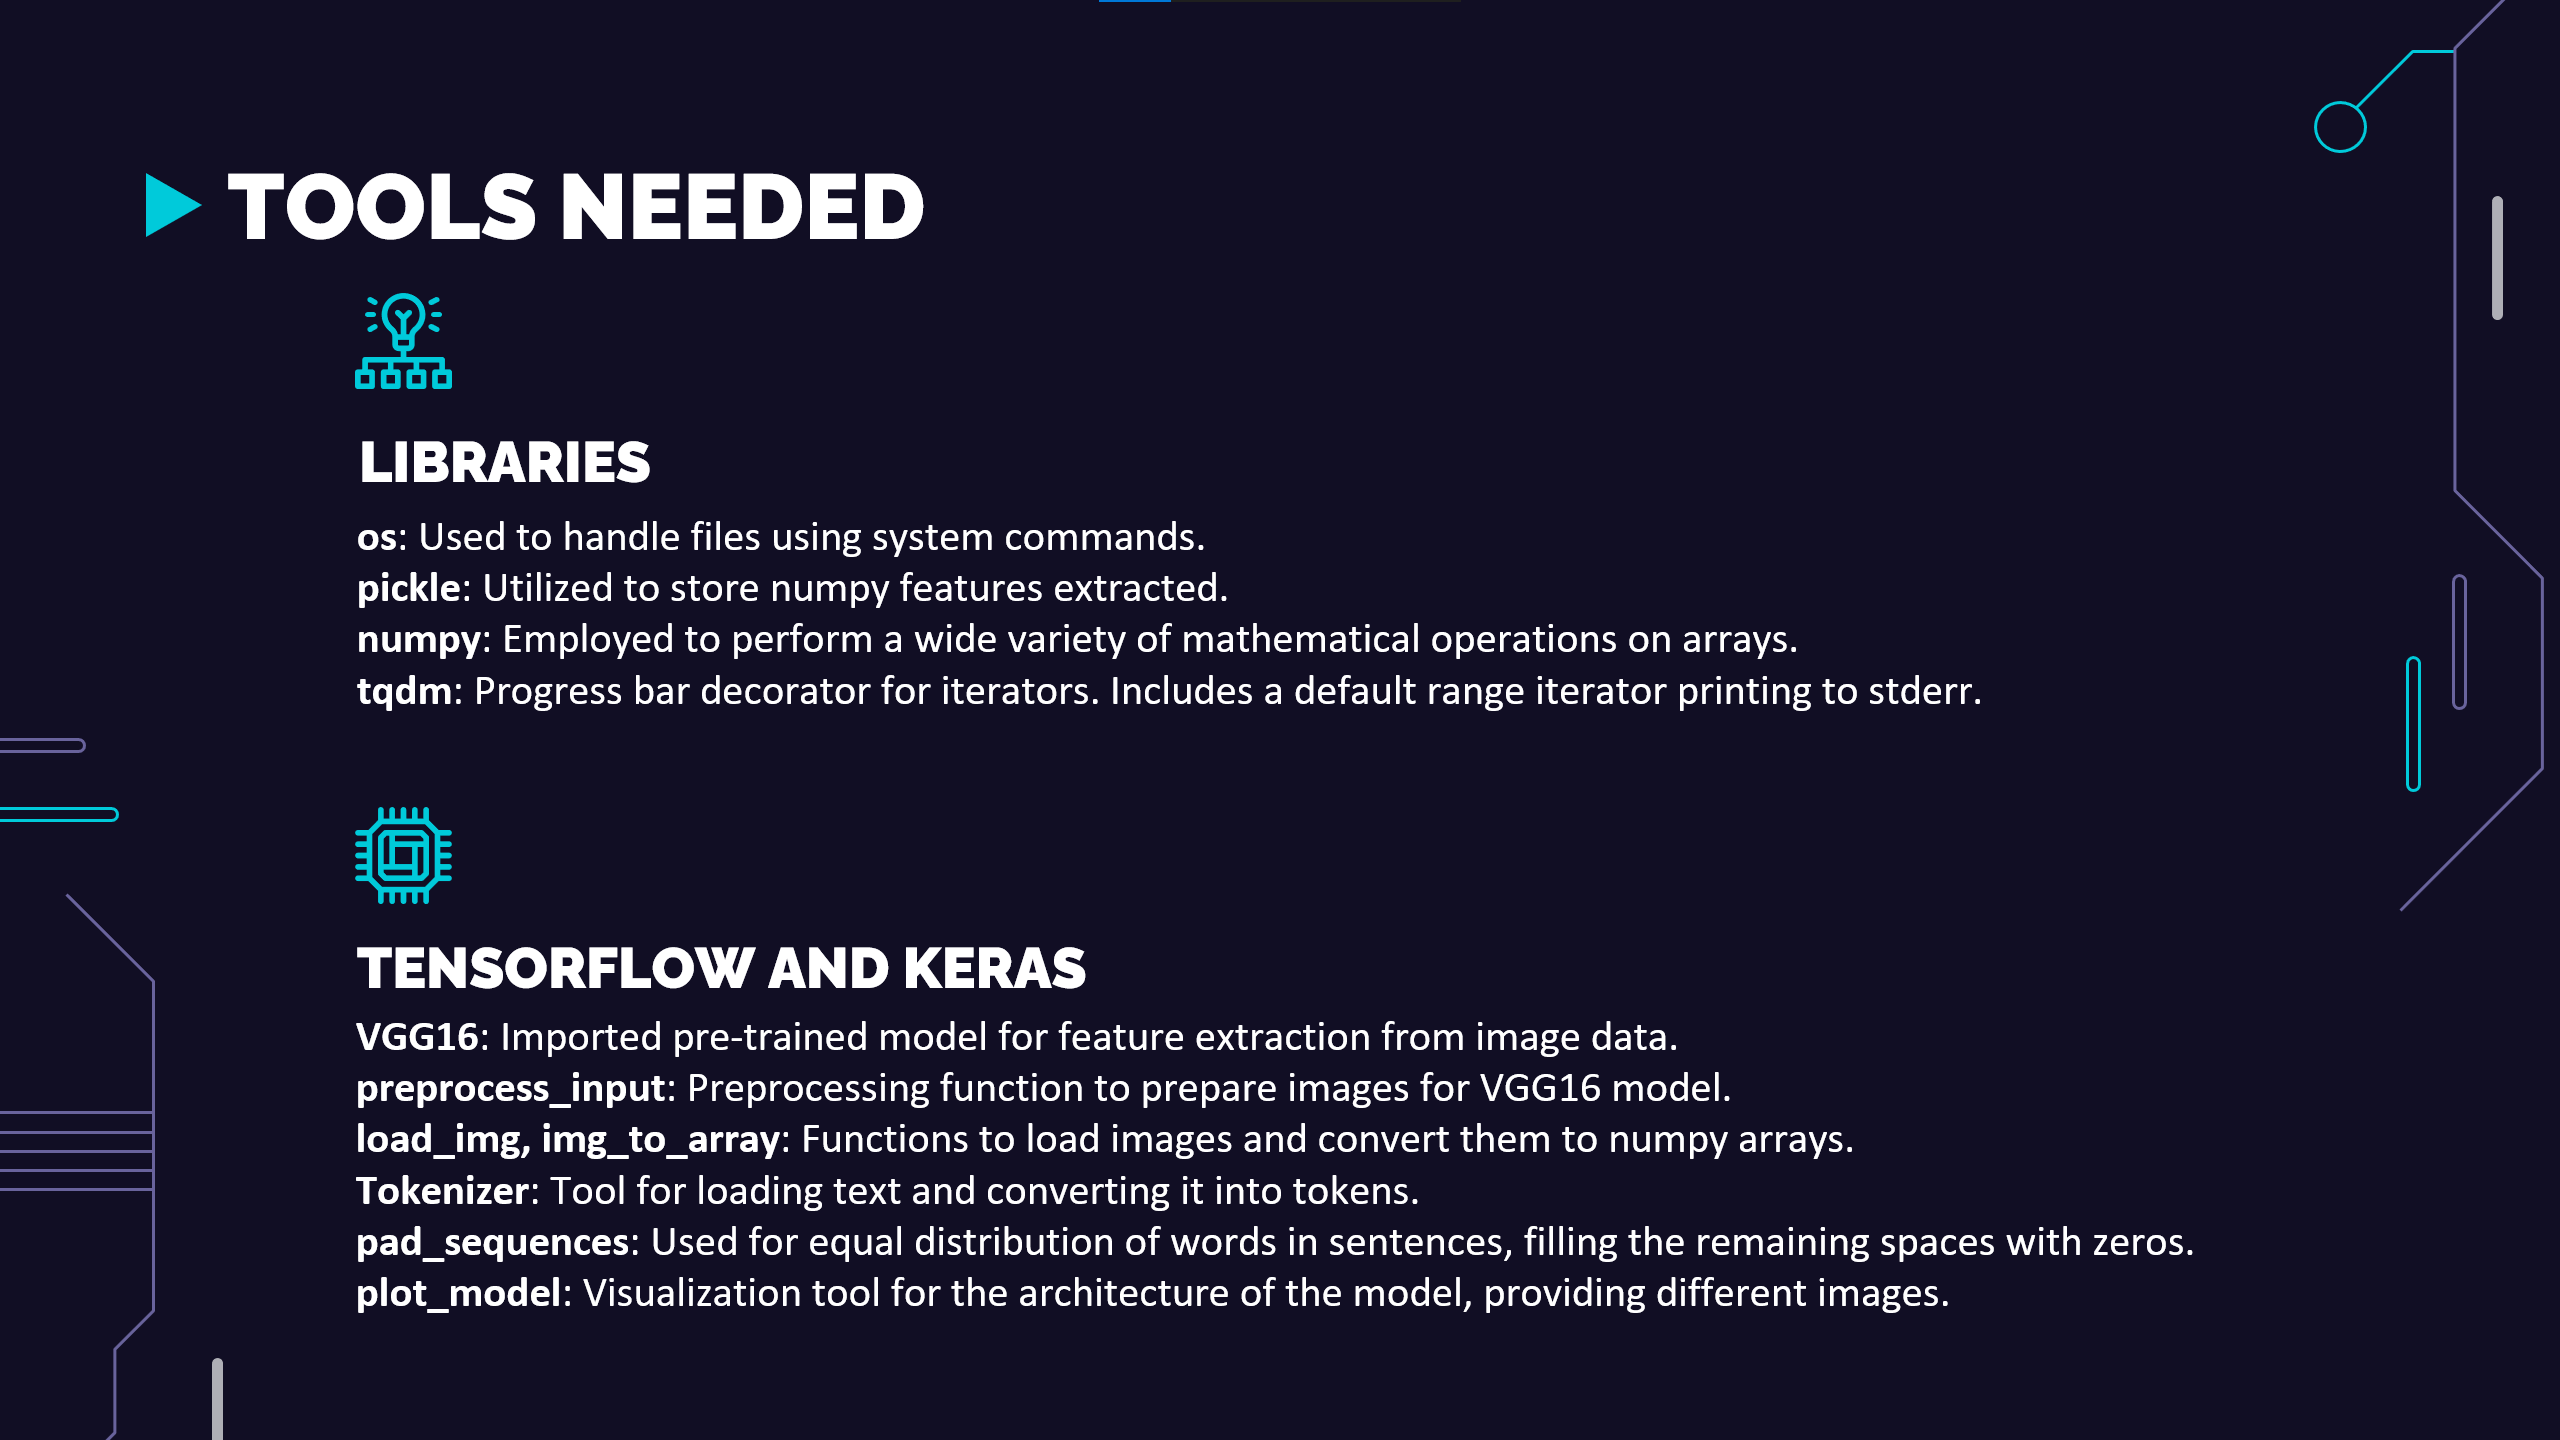 TOOLS NEEDED
LIBRARIES
os: Used to handle files using system commands.
pickle: Utilized to store numpy features extracted.
numpy: Employed to perform a wide variety of mathematical operations on arrays.
tqdm: Progress bar decorator for iterators. Includes a default range iterator printing to stderr.
TENSORFLOW AND KERAS
VGG16: Imported pre-trained model for feature extraction from image data.
preprocess_input: Preprocessing function to prepare images for VGG16 model.
load_img, img_to_array: Functions to load images and convert them to numpy arrays.
Tokenizer: Tool for loading text and converting it into tokens.
pad_sequences: Used for equal distribution of words in sentences, filling the remaining spaces with zeros.
plot_model: Visualization tool for the architecture of the model, providing different images.